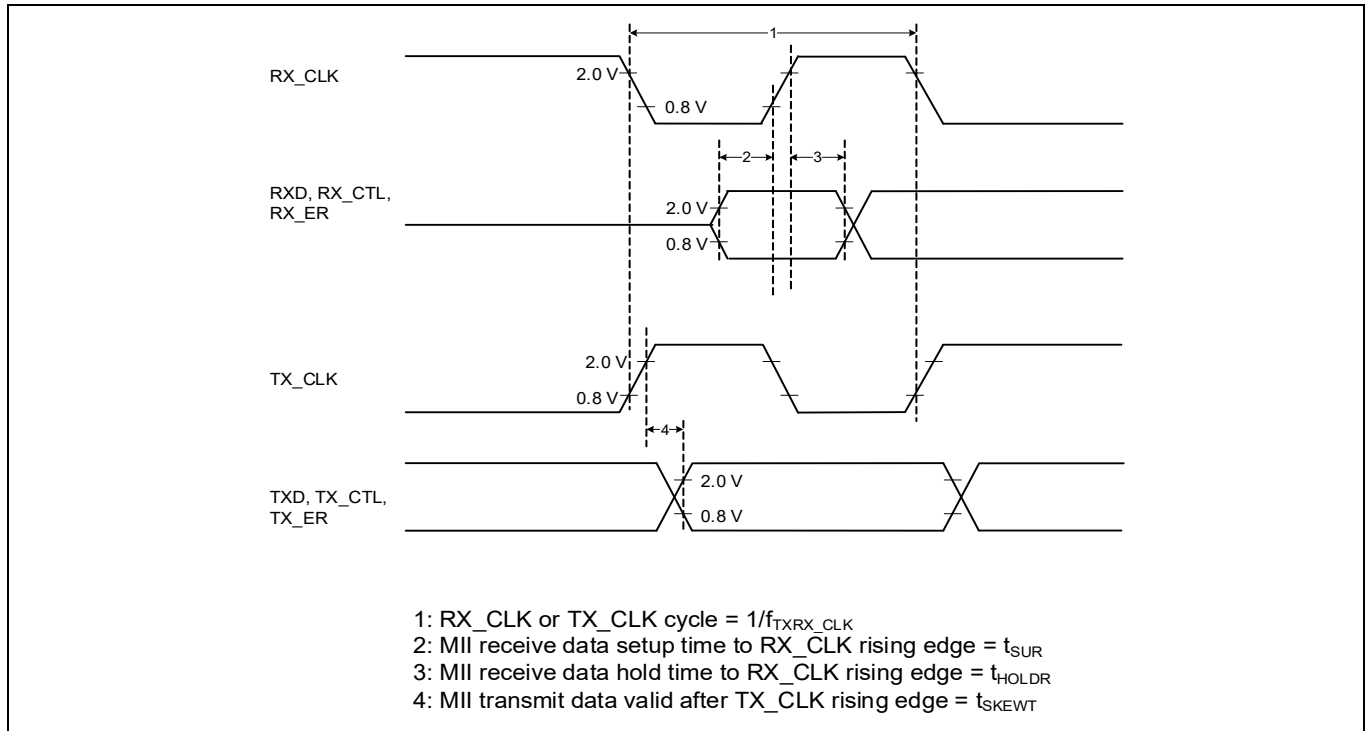 1
RX_CLK
2.0 V
0.8 V
2
3
RXD, RX_CTL,
RX_ER
2.0 V
0.8 V
TX_CLK
2.0 V
0.8 V
4
TXD, TX_CTL,
TX_ER
2.0 V
0.8 V
1: RX_CLK or TX_CLK cycle = 1/fTXRX_CLK
2: MII receive data setup time to RX_CLK rising edge = tSUR
3: MII receive data hold time to RX_CLK rising edge = tHOLDR
4: MII transmit data valid after TX_CLK rising edge = tSKEWT